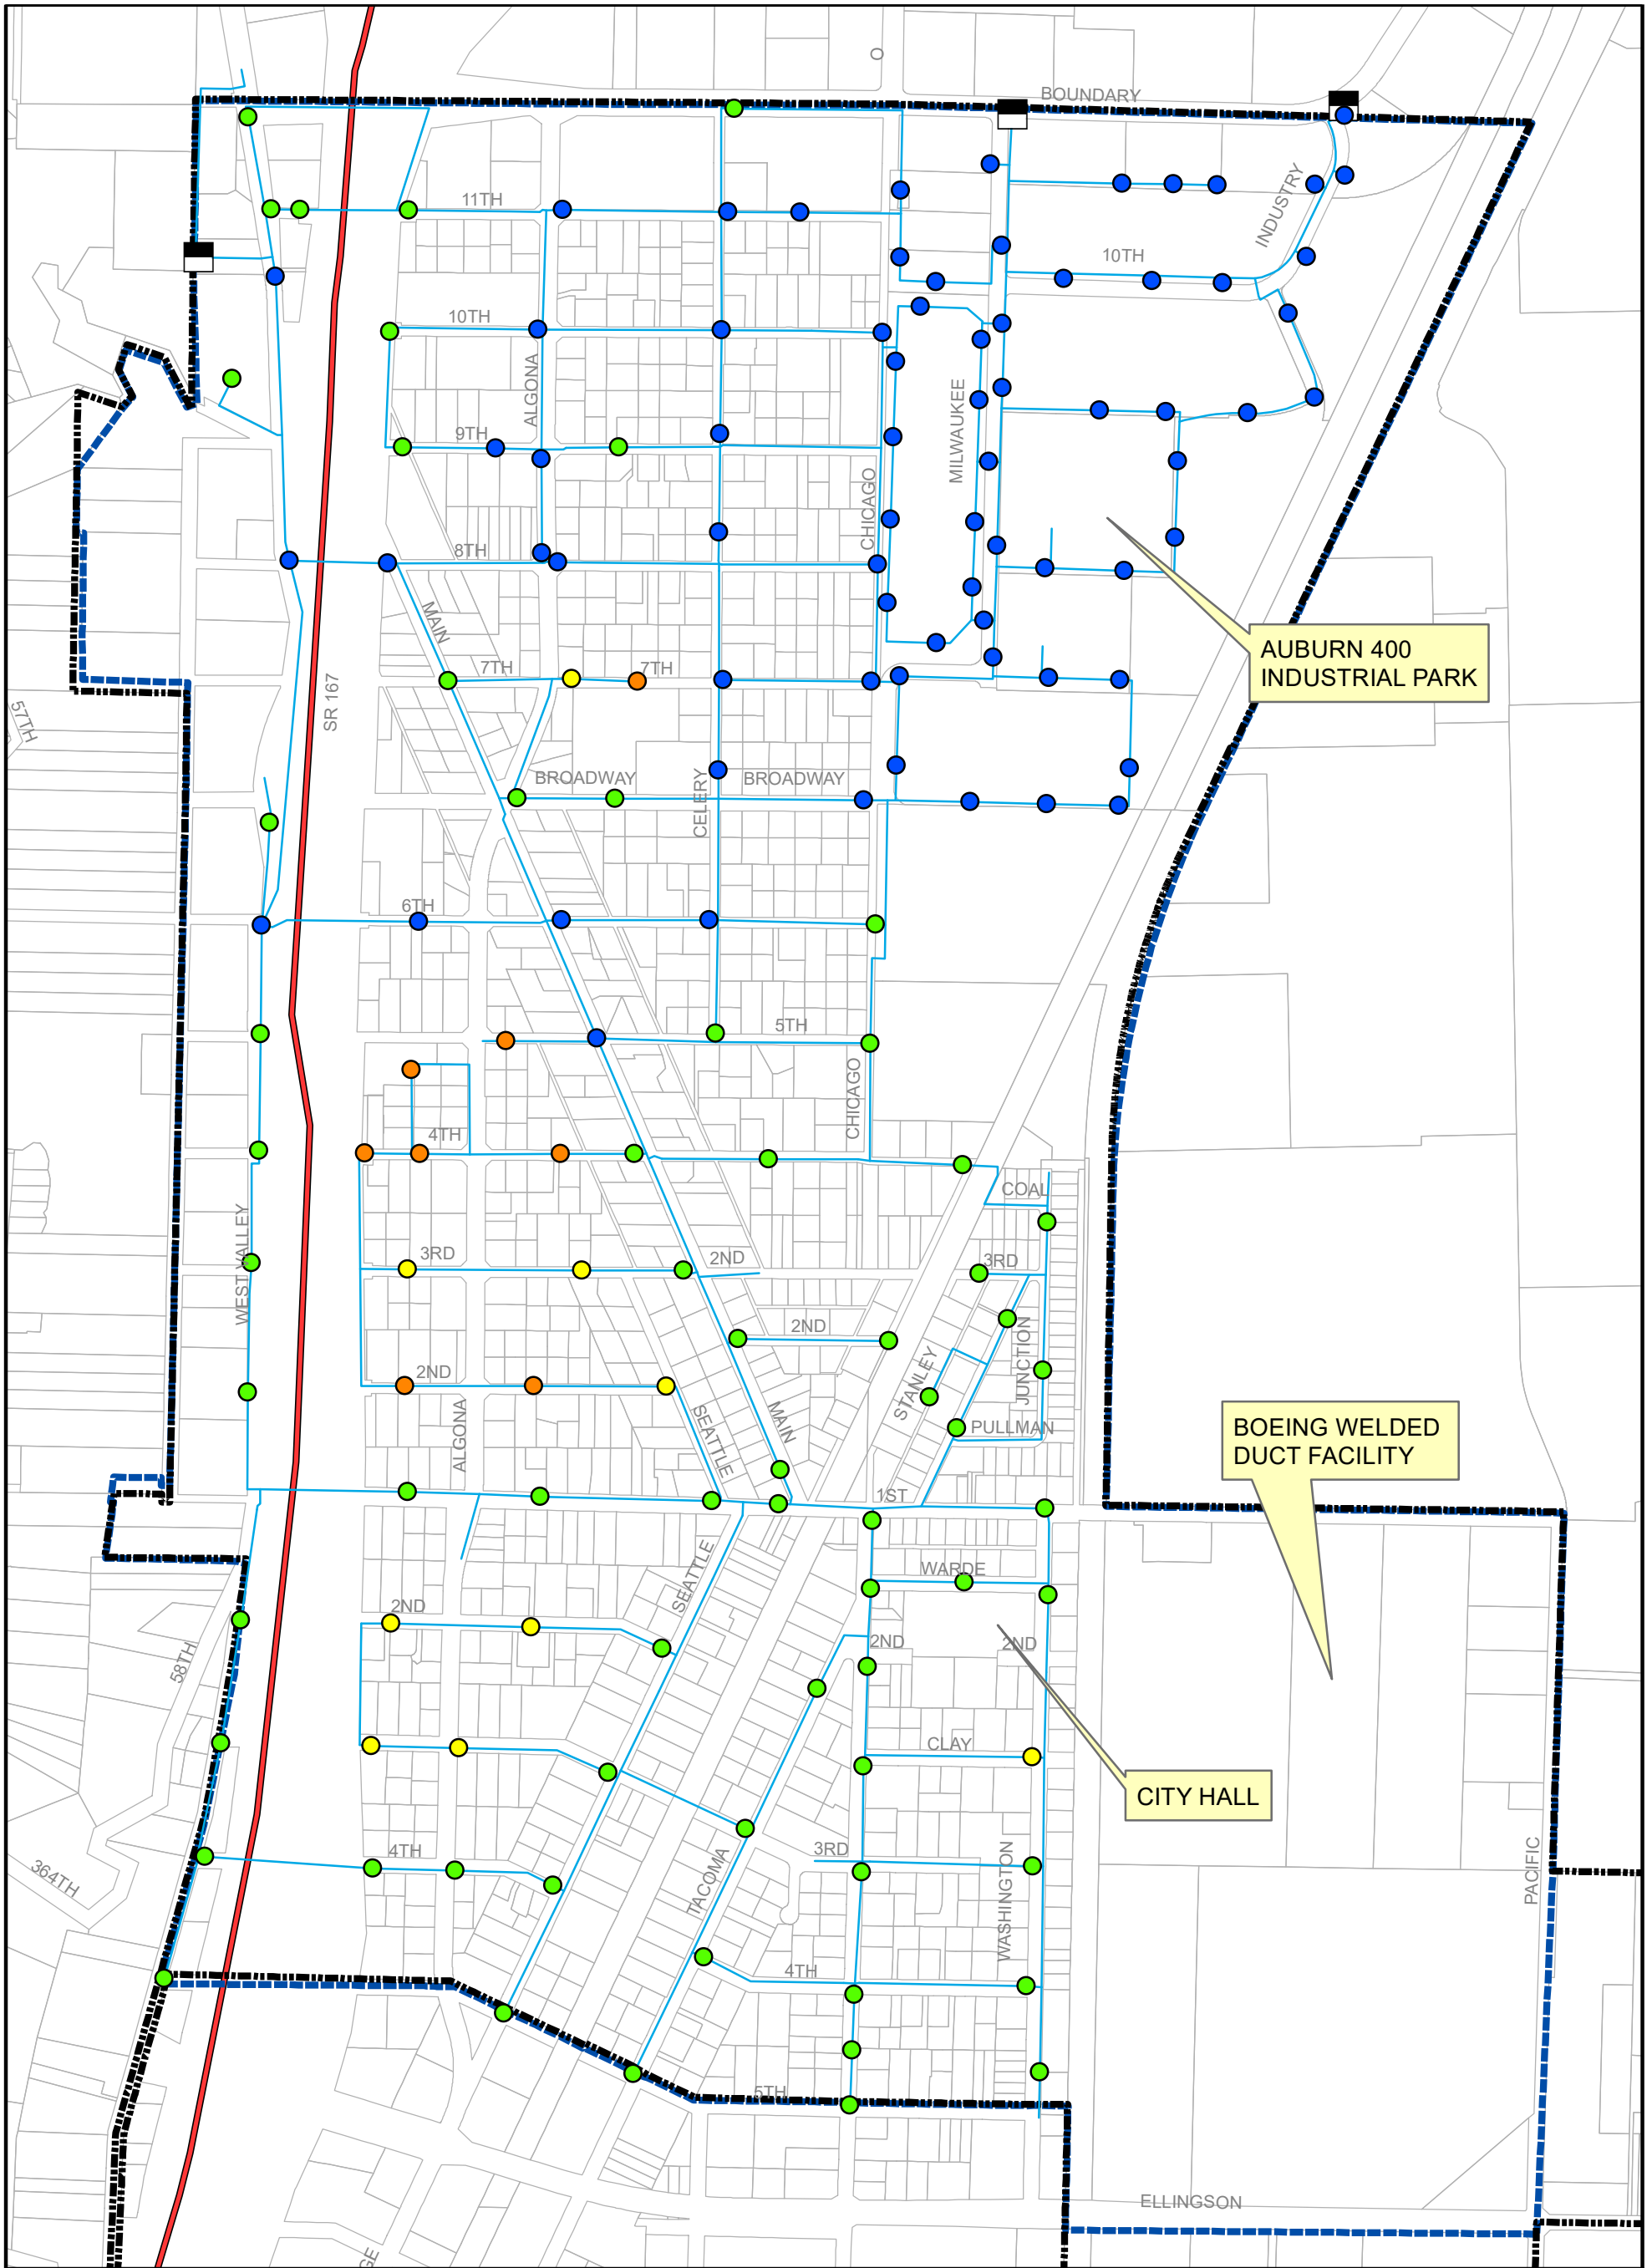 O
BOUNDARY
11TH
INDUSTRY
10TH
10TH
ALGONA
MILWAUKEE
9TH
CHICAGO
8TH
MAIN
AUBURN 400
INDUSTRIAL PARK
7TH
7TH
SR 167
57TH
BROADWAY
BROADWAY
CELERY
6TH
5TH
CHICAGO
4TH
COAL
WEST VALLEY
3RD
2ND
3RD
2ND
JUNCTION
STANLEY
2ND
ALGONA
SEATTLE
MAIN
PULLMAN
BOEING WELDED
DUCT FACILITY
1ST
WARDE
SEATTLE
2ND
2ND
2ND
58TH
CLAY
CITY HALL
3RD
4TH
TACOMA
WASHINGTON
PACIFIC
364TH
4TH
5TH
ELLINGSON
GE